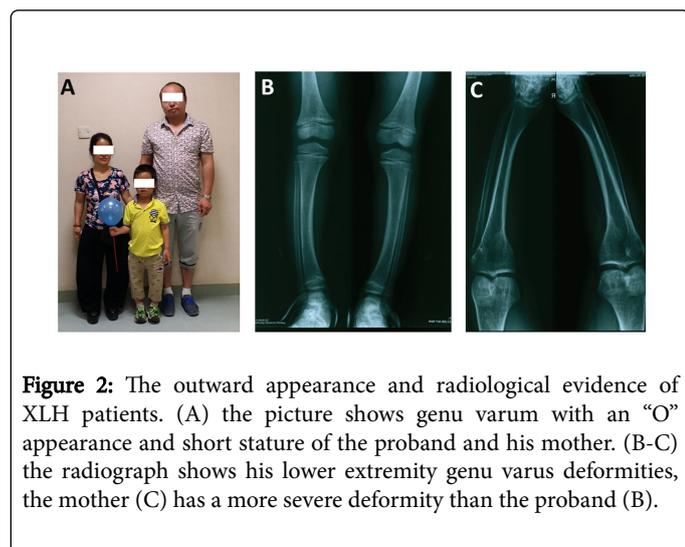 A
B
C
Figure 2: The outward appearance and radiological evidence of
XLH patients. (A) the picture shows genu varum with an “O”
appearance and short stature of the proband and his mother. (B-C)
the radiograph shows his lower extremity genu varus deformities,
the mother (C) has a more severe deformity than the proband (B).